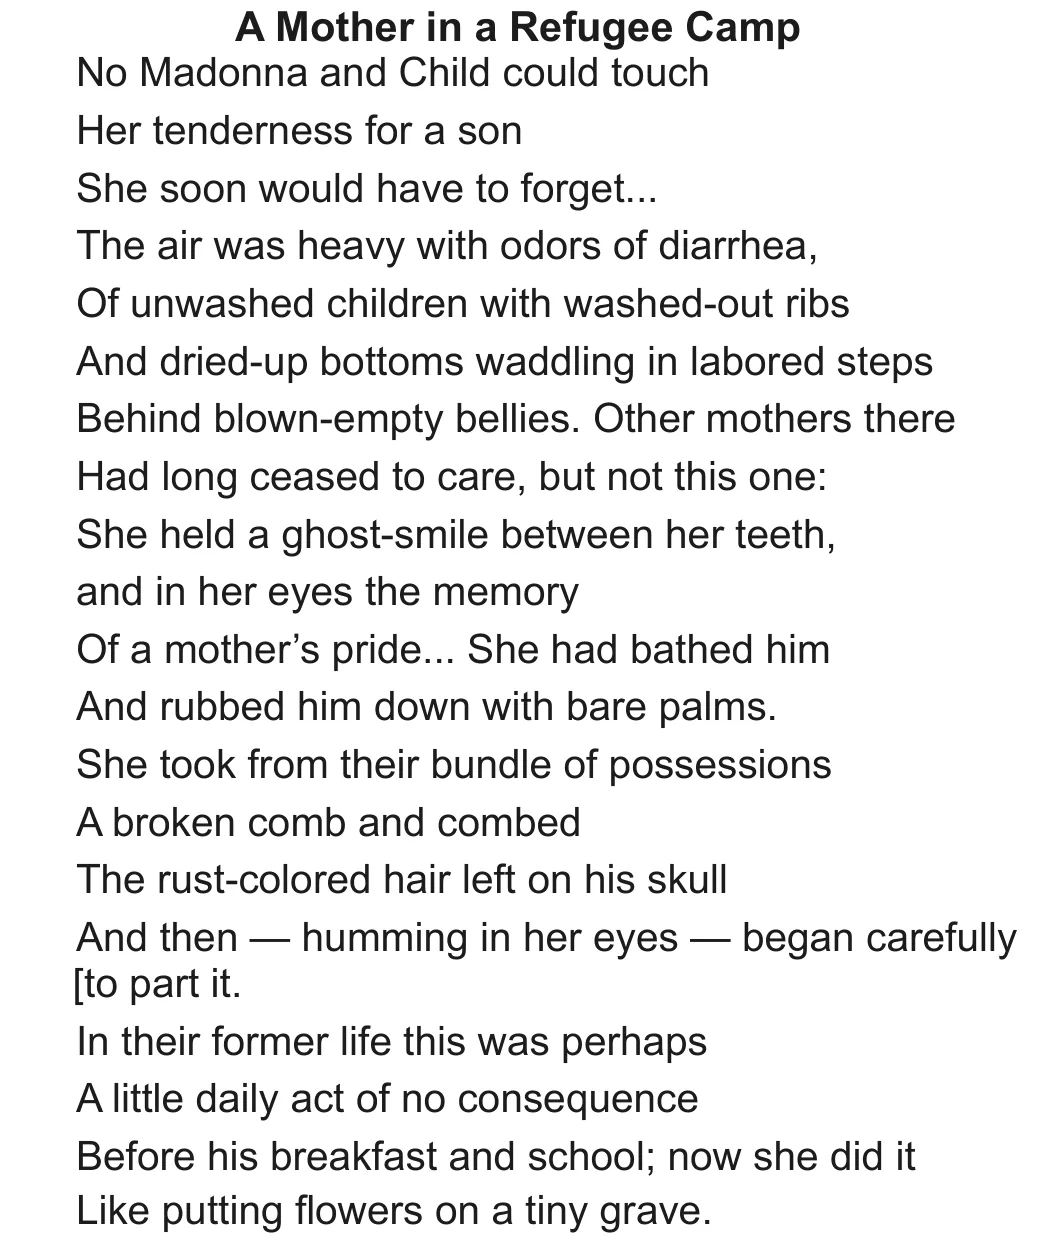 A Mother in a Refugee Camp
No Madonna and Child could touch
Her tenderness for a son
She soon would have to forget...
The air was heavy with odors of diarrhea,
Of unwashed children with washed-out ribs
And dried-up bottoms waddling in labored steps
Behind blown-empty bellies. Other mothers there
Had long ceased to care, but not this one:
She held a ghost-smile between her teeth,
and in her eyes the memory
Of a mother’s pride... She had bathed him
And rubbed him down with bare palms.
She took from their bundle of possessions
A broken comb and combed
The rust-colored hair left on his skull
And then — humming in her eyes — began carefully
[to part it.
In their former life this was perhaps
A little daily act of no consequence
Before his breakfast and school; now she did it
Like putting flowers on a tiny grave.